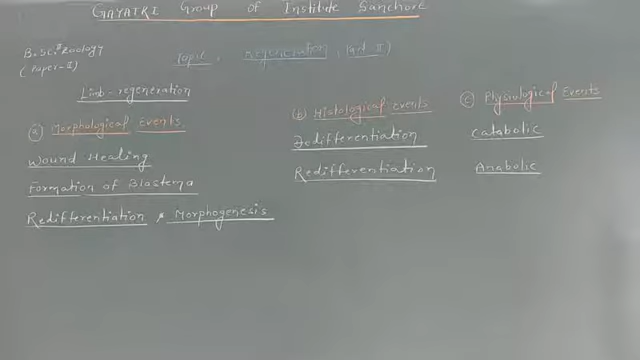 GAYATRI Group of Institute Sanchore
B.Sc. Zoology
(Paper-II)
Topic, Regeneration, (unit II)
Limb-regeneration
(a) Morphological Events
Wound Healing
Formation of Blastema
Redifferentiation & Morphogenesis
(b) Histological Events
Dedifferentiation
Redifferentiation
(c) Physiological Events
Catabolic
Anabolic